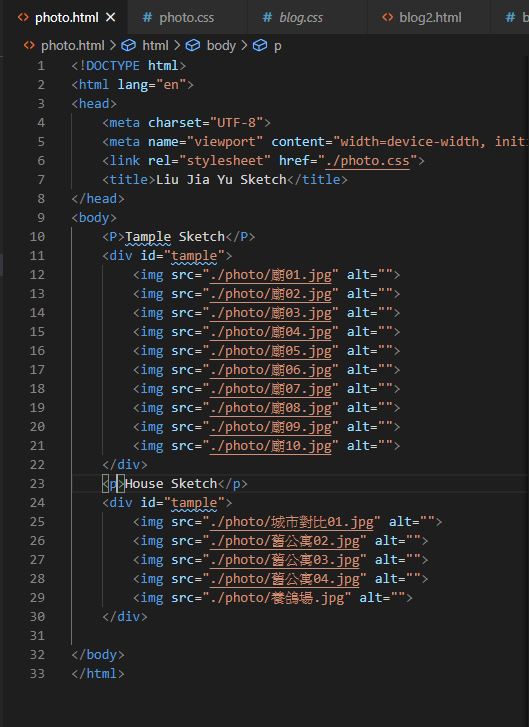 photo.html
photo.css
blog.css
blog2.html
photo.html > html > body > p
1 <!DOCTYPE html>
2 <html lang="en">
3 <head>
4 <meta charset="UTF-8">
5 <meta name="viewport" content="width=device-width, initi
6 <link rel="stylesheet" href="./photo.css">
7 <title>Liu Jia Yu Sketch</title>
8 </head>
9 <body>
10 <P>Tample Sketch</P>
11 <div id="tample">
12 <img src="./photo/廟01.jpg" alt="">
13 <img src="./photo/廟02.jpg" alt="">
14 <img src="./photo/廟03.jpg" alt="">
15 <img src="./photo/廟04.jpg" alt="">
16 <img src="./photo/廟05.jpg" alt="">
17 <img src="./photo/廟06.jpg" alt="">
18 <img src="./photo/廟07.jpg" alt="">
19 <img src="./photo/廟08.jpg" alt="">
20 <img src="./photo/廟09.jpg" alt="">
21 <img src="./photo/廟10.jpg" alt="">
22 </div>
23 <p>House Sketch</p>
24 <div id="tample">
25 <img src="./photo/城市對比01.jpg" alt="">
26 <img src="./photo/舊公寓02.jpg" alt="">
27 <img src="./photo/舊公寓03.jpg" alt="">
28 <img src="./photo/舊公寓04.jpg" alt="">
29 <img src="./photo/養鴿場.jpg" alt="">
30 </div>
31
32 </body>
33 </html>